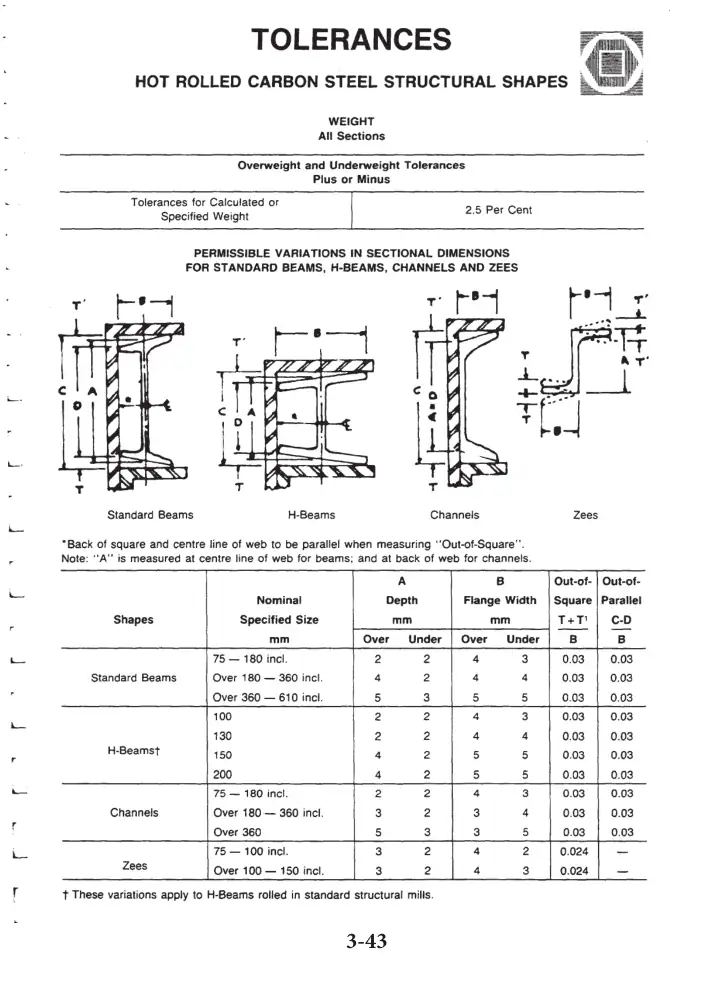 TOLERANCES
HOT ROLLED CARBON STEEL STRUCTURAL SHAPES
WEIGHT
All Sections
Overweight and Underweight Tolerances
Plus or Minus
Tolerances for Calculated or
Specified Weight
2.5 Per Cent
PERMISSIBLE VARIATIONS IN SECTIONAL DIMENSIONS
FOR STANDARD BEAMS, H-BEAMS, CHANNELS AND ZEES
T' B
C A D
T
T' B
C A D
T
T' B
C A=D
T
B T'
T A T'
T
B
Standard Beams H-Beams Channels Zees
*Back of square and centre line of web to be parallel when measuring "Out-of-Square".
Note: "A" is measured at centre line of web for beams; and at back of web for channels.
A B Out-of- Out-of-
Nominal Depth Flange Width Square Parallel
Shapes Specified Size mm mm T + T¹ C-D
mm Over Under Over Under B B
75 — 180 incl. 2 2 4 3 0.03 0.03
Standard Beams Over 180 — 360 incl. 4 2 4 4 0.03 0.03
Over 360 — 610 incl. 5 3 5 5 0.03 0.03
100 2 2 4 3 0.03 0.03
130 2 2 4 4 0.03 0.03
H-Beams† 150 4 2 5 5 0.03 0.03
200 4 2 5 5 0.03 0.03
75 — 180 incl. 2 2 4 3 0.03 0.03
Channels Over 180 — 360 incl. 3 2 3 4 0.03 0.03
Over 360 5 3 3 5 0.03 0.03
75 — 100 incl. 3 2 4 2 0.024 —
Zees Over 100 — 150 incl. 3 2 4 3 0.024 —
† These variations apply to H-Beams rolled in standard structural mills.
3-43